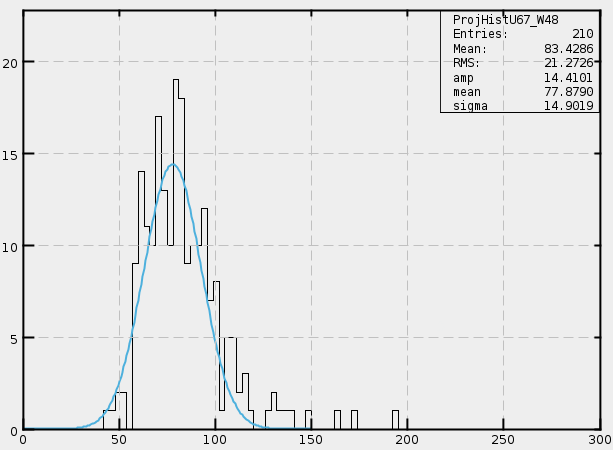 ProjHistU67_W48
Entries: 210
Mean: 83.4286
RMS: 21.2726
amp 14.4101
mean 77.8790
sigma 14.9019
20
15
10
5
0
0 50 100 150 200 250 300